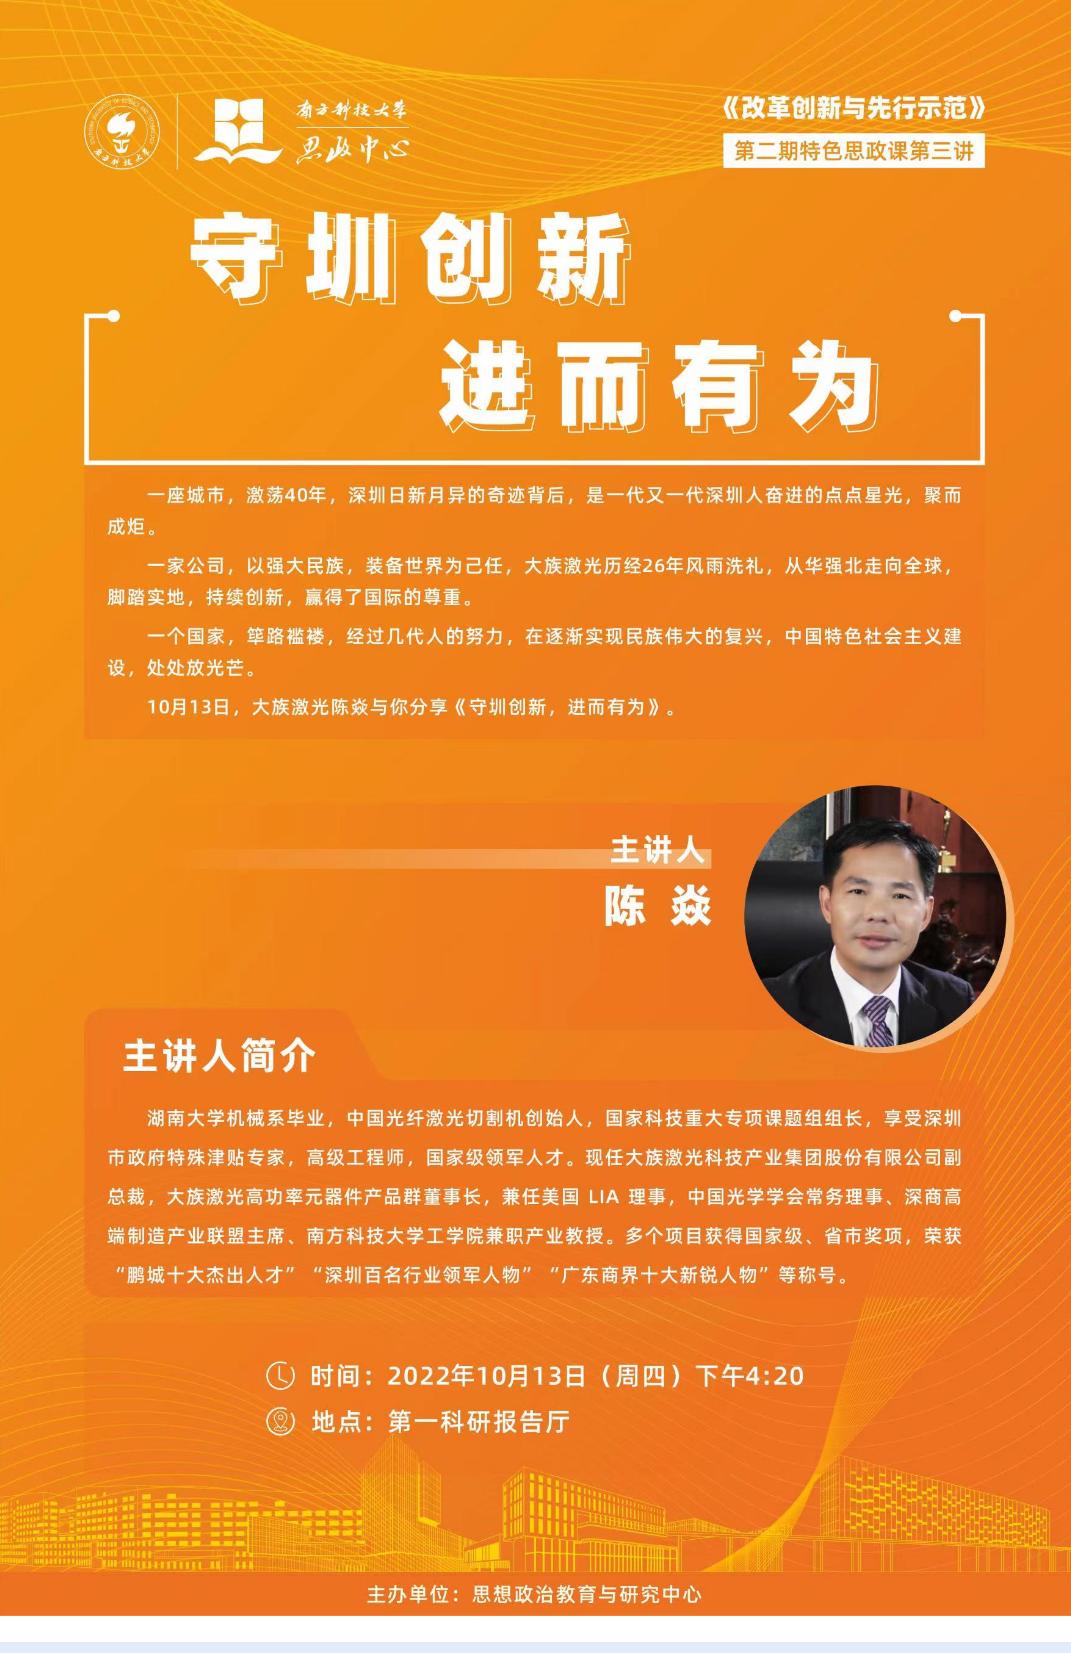 南方科技大学
思政中心
《改革创新与先行示范》
第二期特色思政课第三讲
守圳创新
进而有为
一座城市，激荡40年，深圳日新月异的奇迹背后，是一代又一代深圳人奋进的点点星光，聚而
成炬。
一家公司，以强大民族，装备世界为己任，大族激光历经26年风雨洗礼，从华强北走向全球，
脚踏实地，持续创新，赢得了国际的尊重。
一个国家，筚路褴褛，经过几代人的努力，在逐渐实现民族伟大的复兴，中国特色社会主义建
设，处处放光芒。
10月13日，大族激光陈焱与你分享《守圳创新，进而有为》。
主讲人
陈 焱
主讲人简介
湖南大学机械系毕业，中国光纤激光切割机创始人，国家科技重大专项课题组组长，享受深圳
市政府特殊津贴专家，高级工程师，国家级领军人才。现任大族激光科技产业集团股份有限公司副
总裁，大族激光高功率元器件产品群董事长，兼任美国 LIA 理事，中国光学学会常务理事、深商高
端制造产业联盟主席、南方科技大学工学院兼职产业教授。多个项目获得国家级、省市奖项，荣获
“鹏城十大杰出人才”“深圳百名行业领军人物”“广东商界十大新锐人物”等称号。
时间：2022年10月13日（周四）下午4:20
地点：第一科研报告厅
主办单位：思想政治教育与研究中心